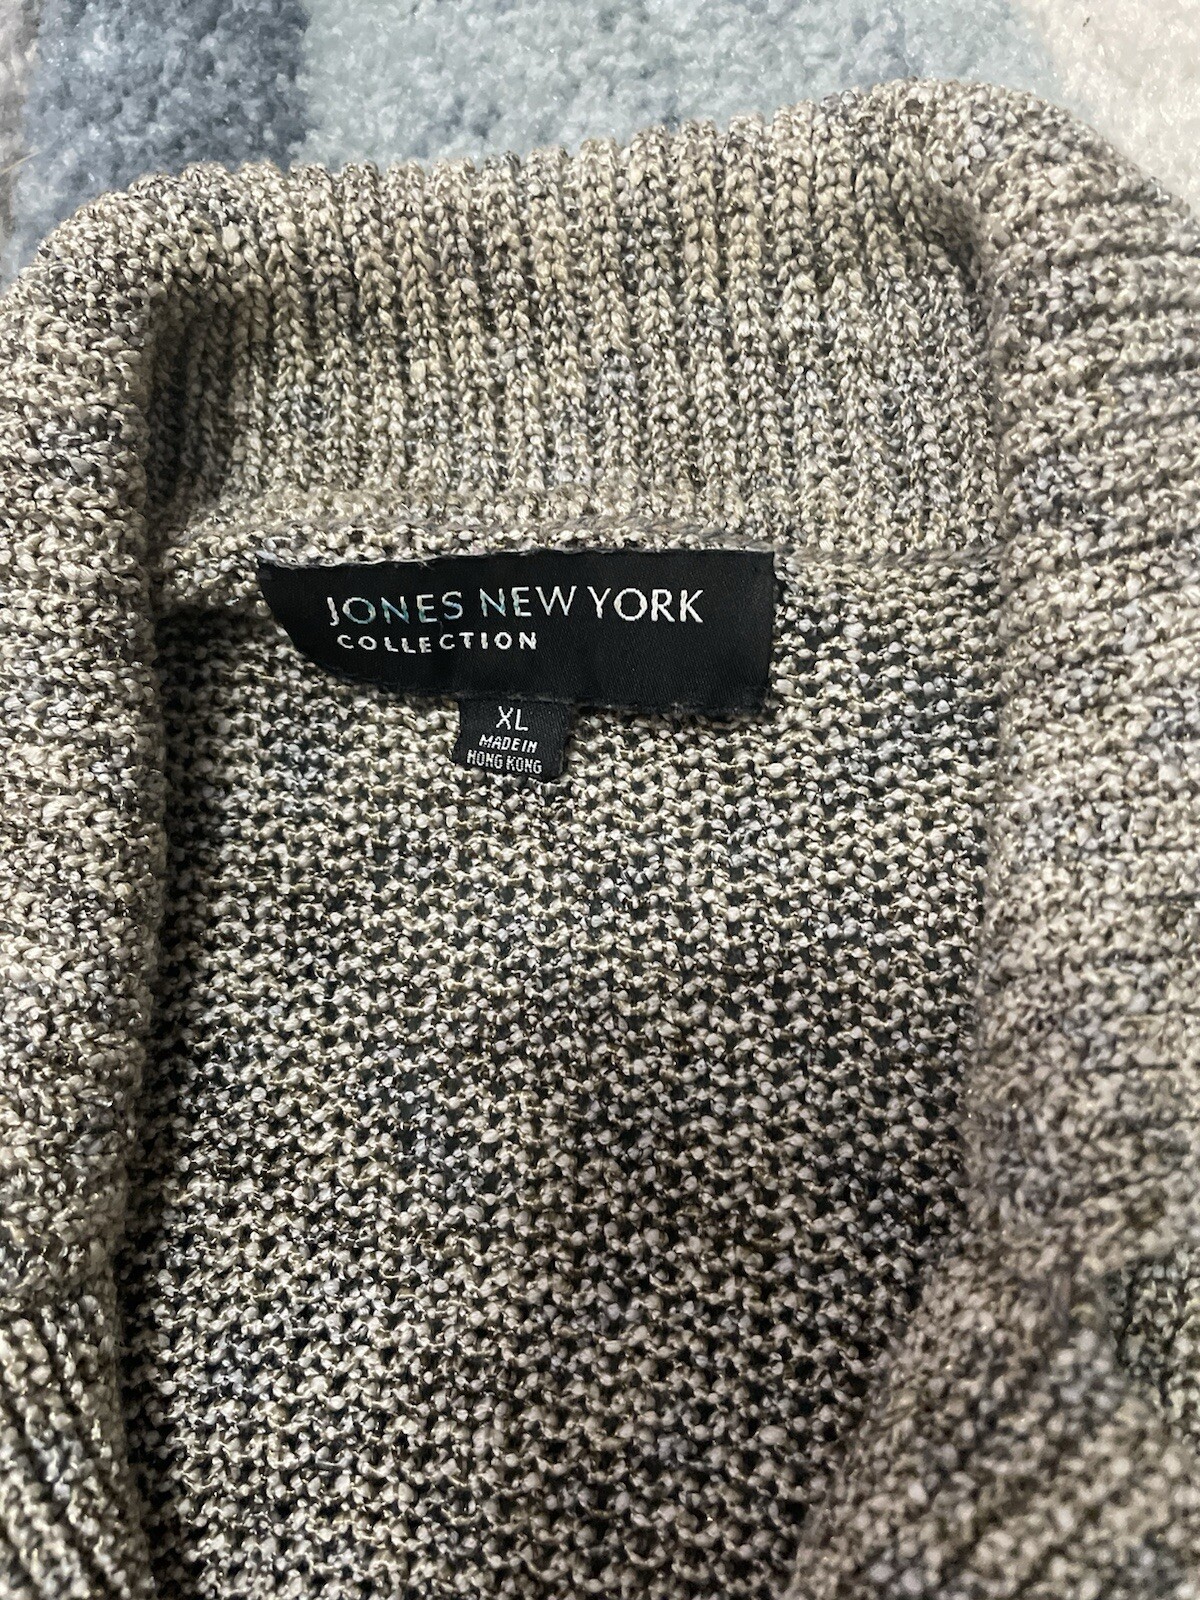 JONES NEW YORK
COLLECTION
XL
MADE IN
HONG KONG